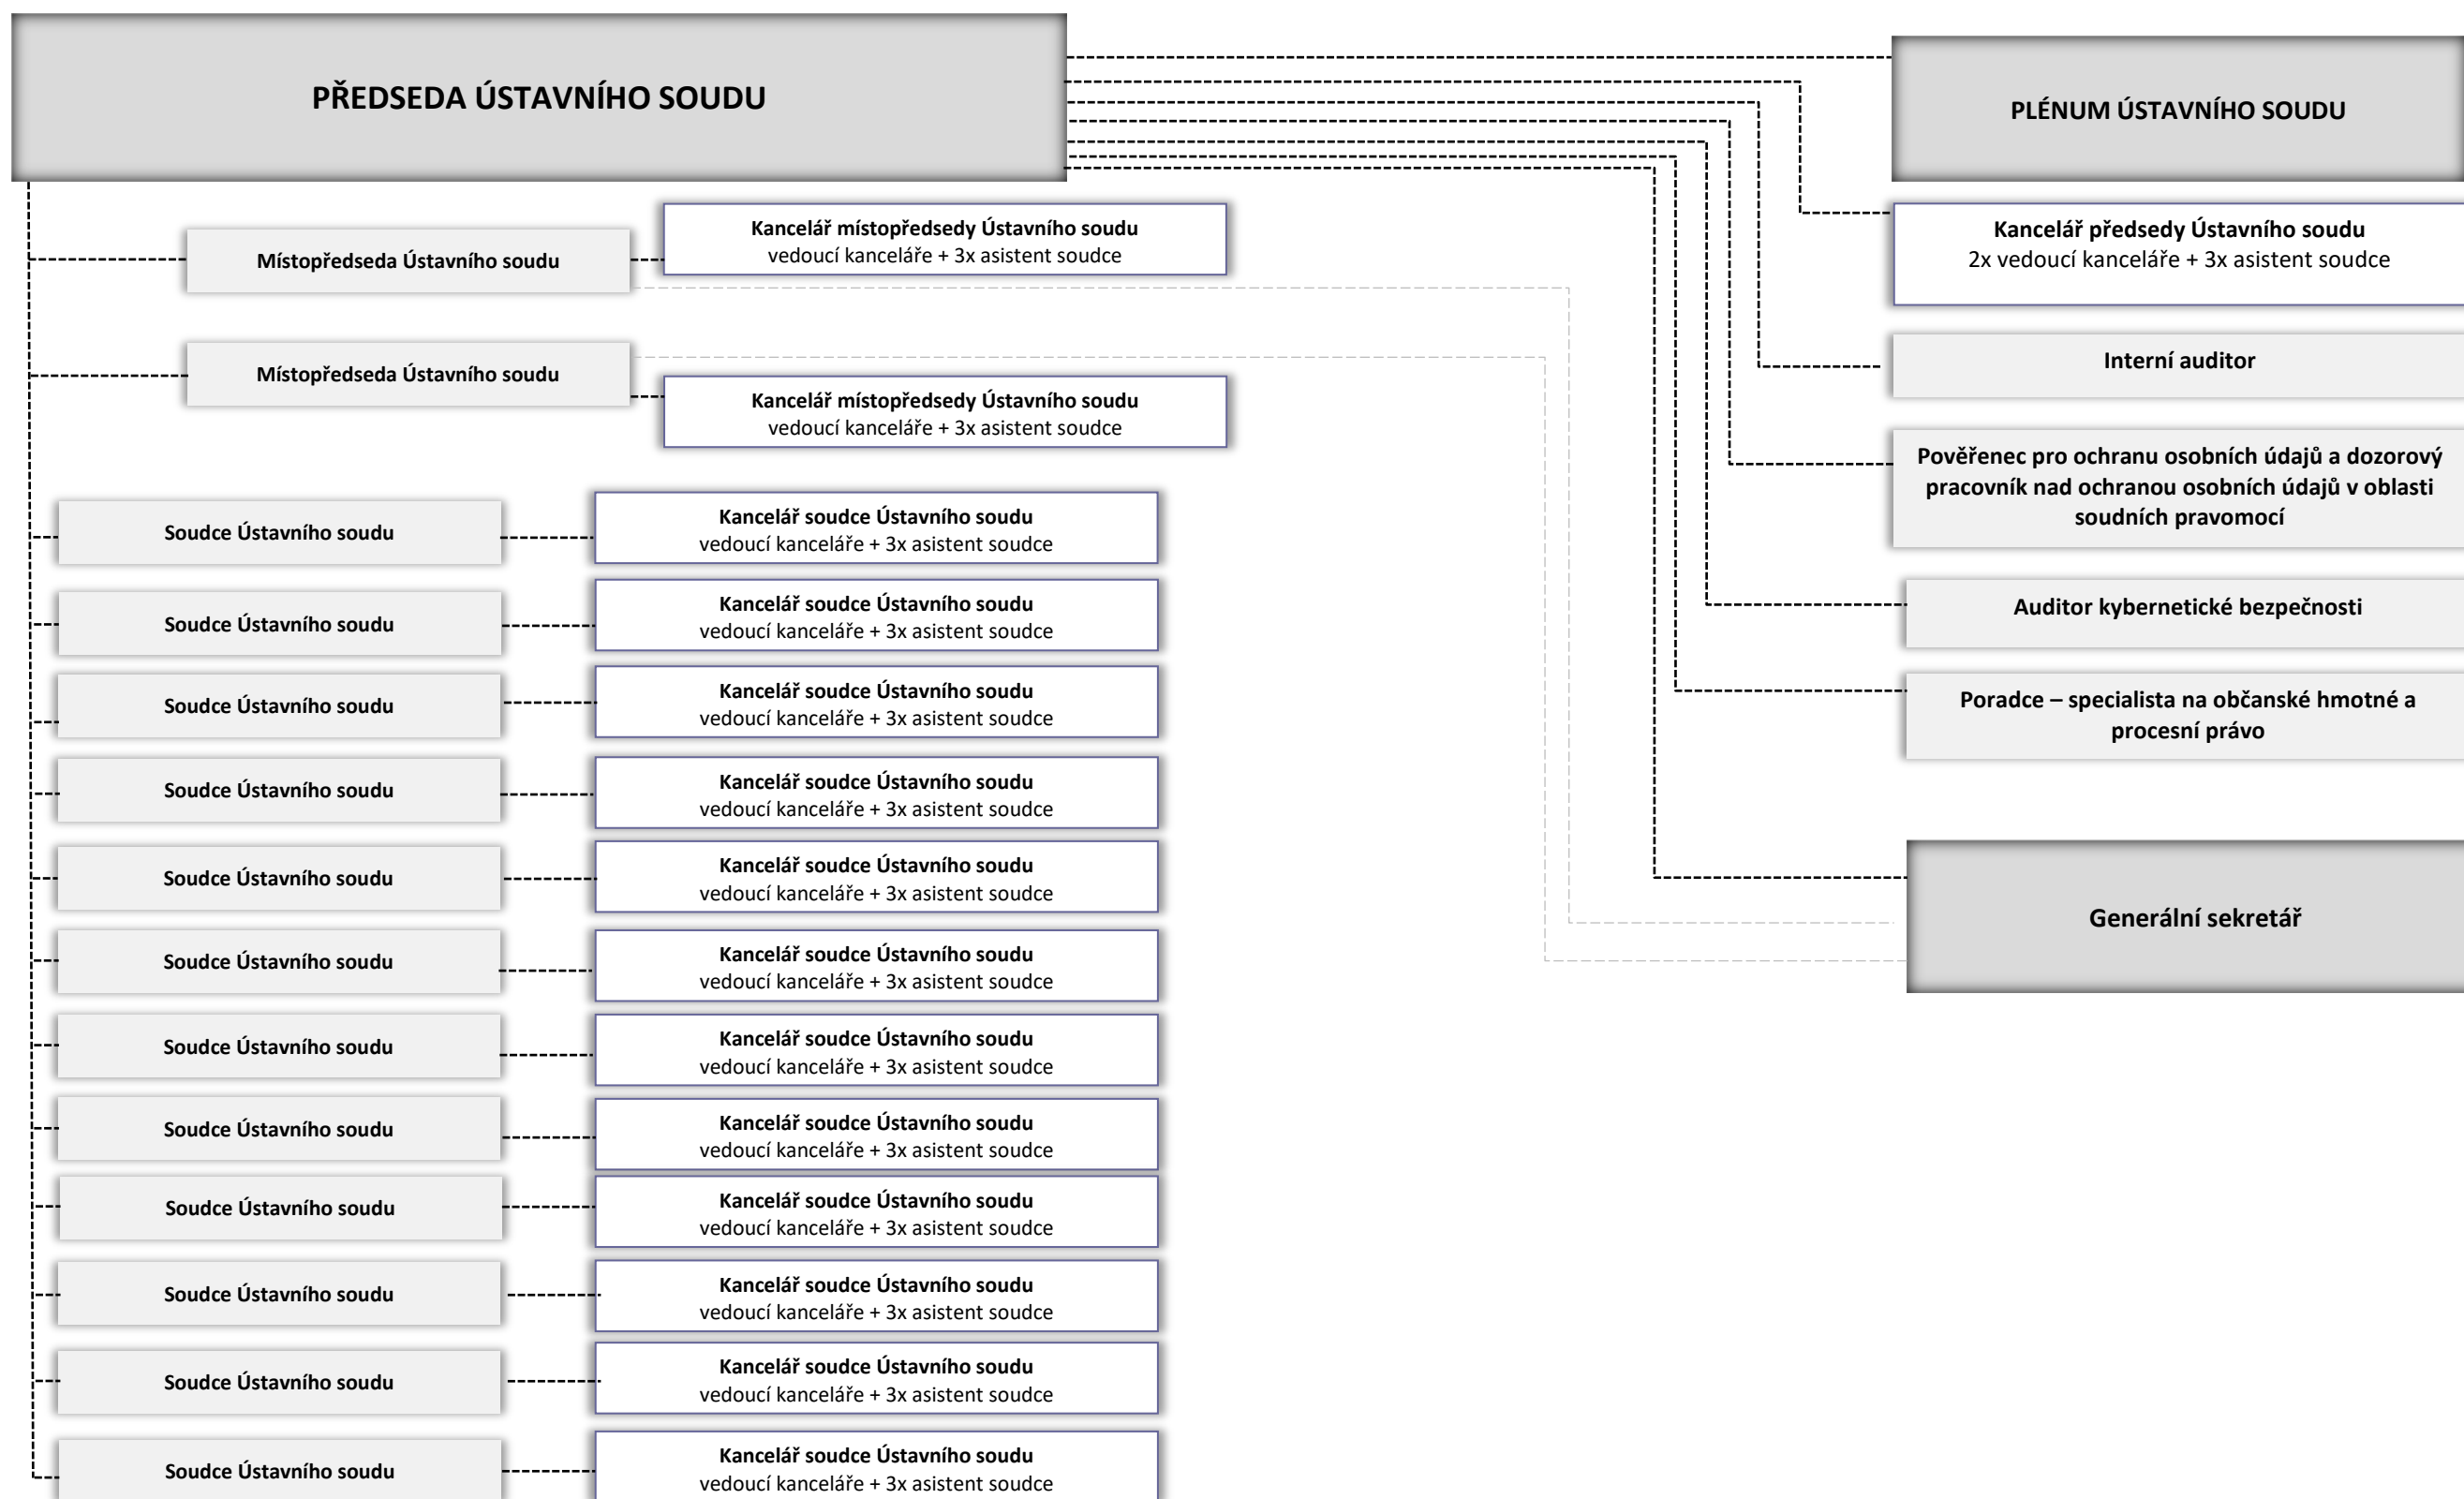 PŘEDSEDA ÚSTAVNÍHO SOUDU
PLÉNUM ÚSTAVNÍHO SOUDU
Místopředseda Ústavního soudu
Kancelář místopředsedy Ústavního soudu
vedoucí kanceláře + 3x asistent soudce
Místopředseda Ústavního soudu
Kancelář místopředsedy Ústavního soudu
vedoucí kanceláře + 3x asistent soudce
Kancelář předsedy Ústavního soudu
2x vedoucí kanceláře + 3x asistent soudce
Interní auditor
Pověřenec pro ochranu osobních údajů a dozorový
pracovník nad ochranou osobních údajů v oblasti
soudních pravomocí
Auditor kybernetické bezpečnosti
Poradce – specialista na občanské hmotné a
procesní právo
Generální sekretář
Soudce Ústavního soudu
Kancelář soudce Ústavního soudu
vedoucí kanceláře + 3x asistent soudce
Soudce Ústavního soudu
Kancelář soudce Ústavního soudu
vedoucí kanceláře + 3x asistent soudce
Soudce Ústavního soudu
Kancelář soudce Ústavního soudu
vedoucí kanceláře + 3x asistent soudce
Soudce Ústavního soudu
Kancelář soudce Ústavního soudu
vedoucí kanceláře + 3x asistent soudce
Soudce Ústavního soudu
Kancelář soudce Ústavního soudu
vedoucí kanceláře + 3x asistent soudce
Soudce Ústavního soudu
Kancelář soudce Ústavního soudu
vedoucí kanceláře + 3x asistent soudce
Soudce Ústavního soudu
Kancelář soudce Ústavního soudu
vedoucí kanceláře + 3x asistent soudce
Soudce Ústavního soudu
Kancelář soudce Ústavního soudu
vedoucí kanceláře + 3x asistent soudce
Soudce Ústavního soudu
Kancelář soudce Ústavního soudu
vedoucí kanceláře + 3x asistent soudce
Soudce Ústavního soudu
Kancelář soudce Ústavního soudu
vedoucí kanceláře + 3x asistent soudce
Soudce Ústavního soudu
Kancelář soudce Ústavního soudu
vedoucí kanceláře + 3x asistent soudce
Soudce Ústavního soudu
Kancelář soudce Ústavního soudu
vedoucí kanceláře + 3x asistent soudce